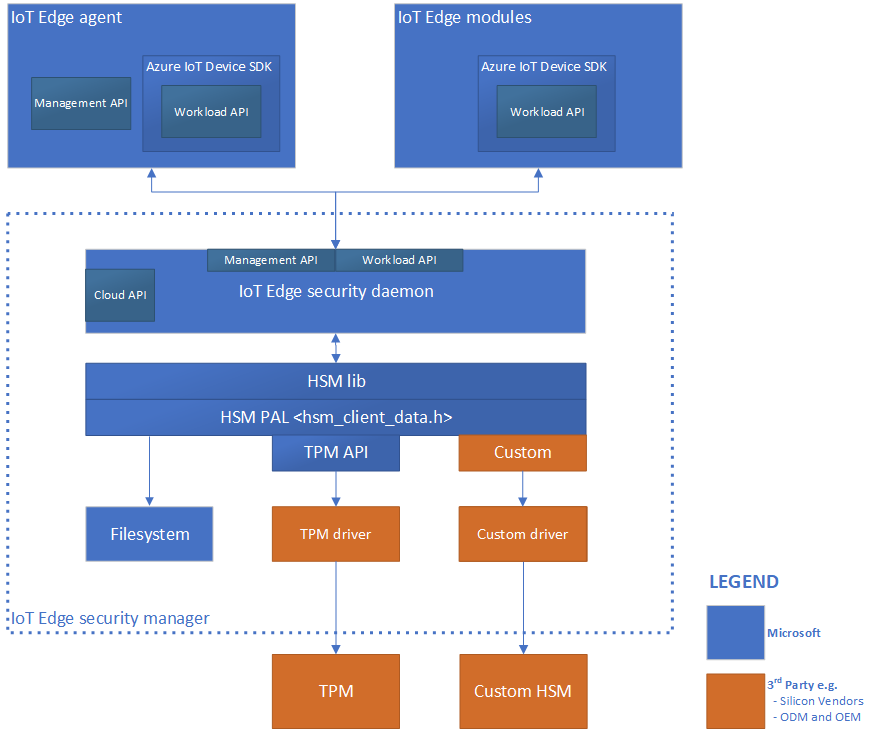 IoT Edge agent
IoT Edge modules
Azure IoT Device SDK
Management API
Workload API
Azure IoT Device SDK
Workload API
Management API
Workload API
Cloud API
IoT Edge security daemon
HSM lib
HSM PAL <hsm_client_data.h>
TPM API
Custom
Filesystem
TPM driver
Custom driver
IoT Edge security manager
TPM
Custom HSM
LEGEND
Microsoft
3rd Party e.g.
- Silicon Vendors
- ODM and OEM